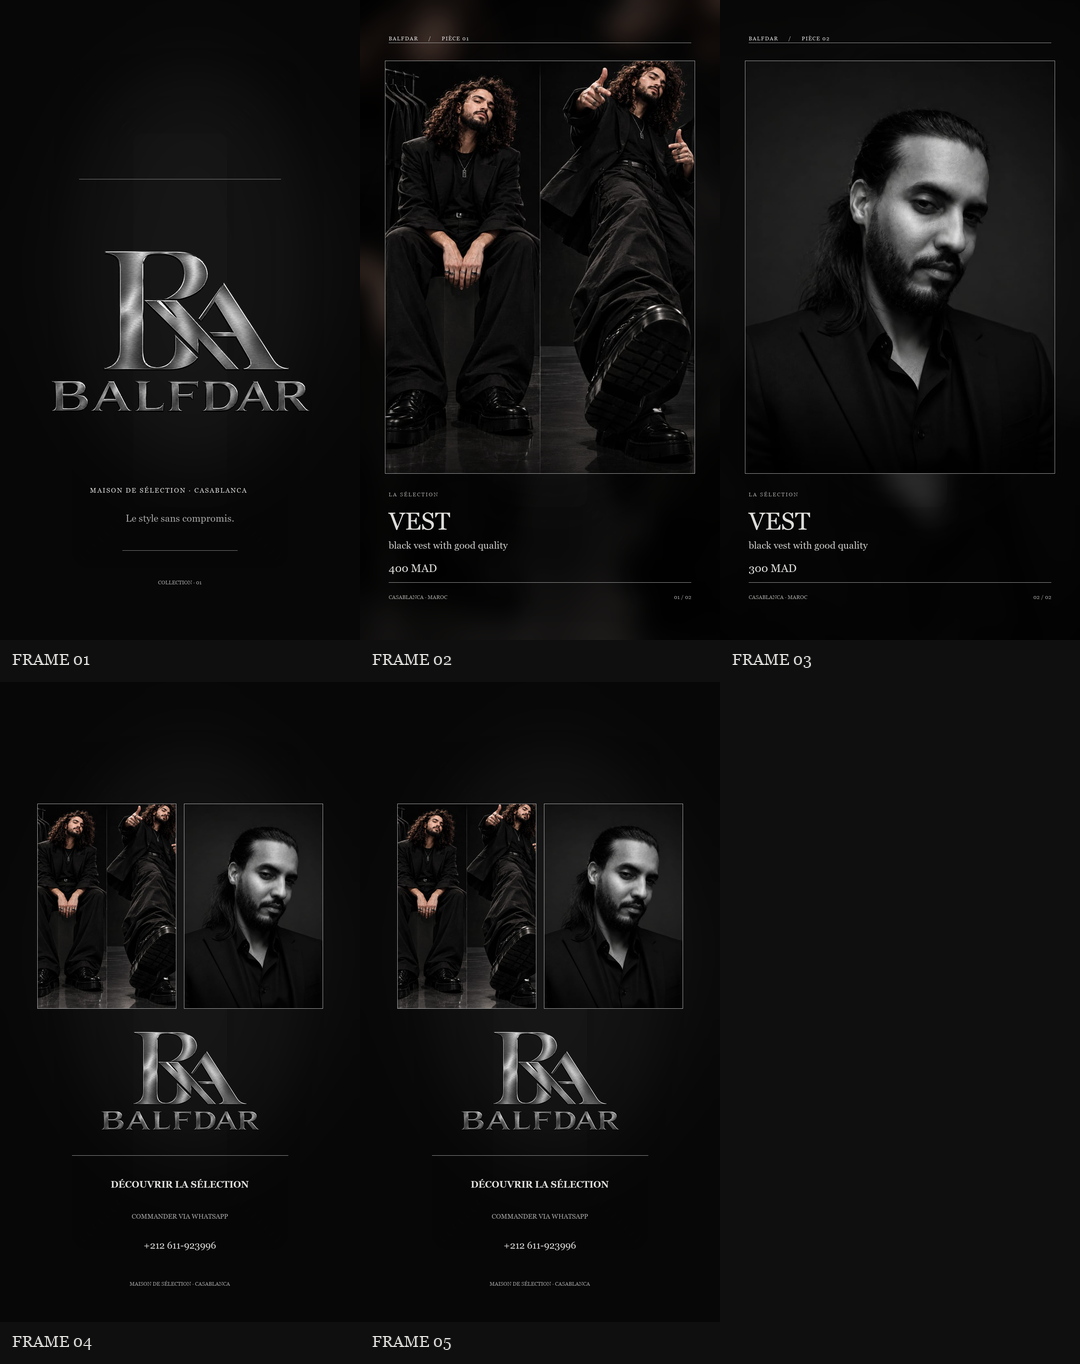 BA
BALFDAR
MAISON DE SÉLECTION · CASABLANCA
Le style sans compromis.
COLLECTION · 01
FRAME 01
BALFDAR / PIÈCE 01
LA SÉLECTION
VEST
black vest with good quality
400 MAD
CASABLANCA · MAROC 01 / 02
FRAME 02
BALFDAR / PIÈCE 02
LA SÉLECTION
VEST
black vest with good quality
300 MAD
CASABLANCA · MAROC 02 / 02
FRAME 03
BA
BALFDAR
DÉCOUVRIR LA SÉLECTION
COMMANDER VIA WHATSAPP
+212 611-923996
MAISON DE SÉLECTION · CASABLANCA
FRAME 04
BA
BALFDAR
DÉCOUVRIR LA SÉLECTION
COMMANDER VIA WHATSAPP
+212 611-923996
MAISON DE SÉLECTION · CASABLANCA
FRAME 05